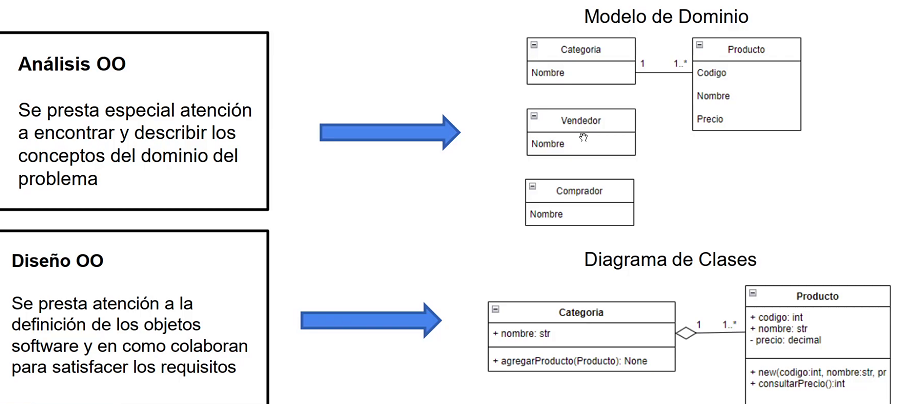 Modelo de Dominio
Análisis OO
Se presta especial atención
a encontrar y describir los
conceptos del dominio del
problema
Categoria
Nombre
1
1..*
Producto
Codigo
Nombre
Precio
Vendedor
Nombre
Comprador
Nombre
Diseño OO
Se presta atención a la
definición de los objetos
software y en como colaboran
para satisfacer los requisitos
Diagrama de Clases
Categoria
+ nombre: str
+ agregarProducto(Producto): None
1
1..*
Producto
+ codigo: int
+ nombre: str
- precio: decimal
+ new(codigo:int, nombre:str, pr
+ consultarPrecio():int